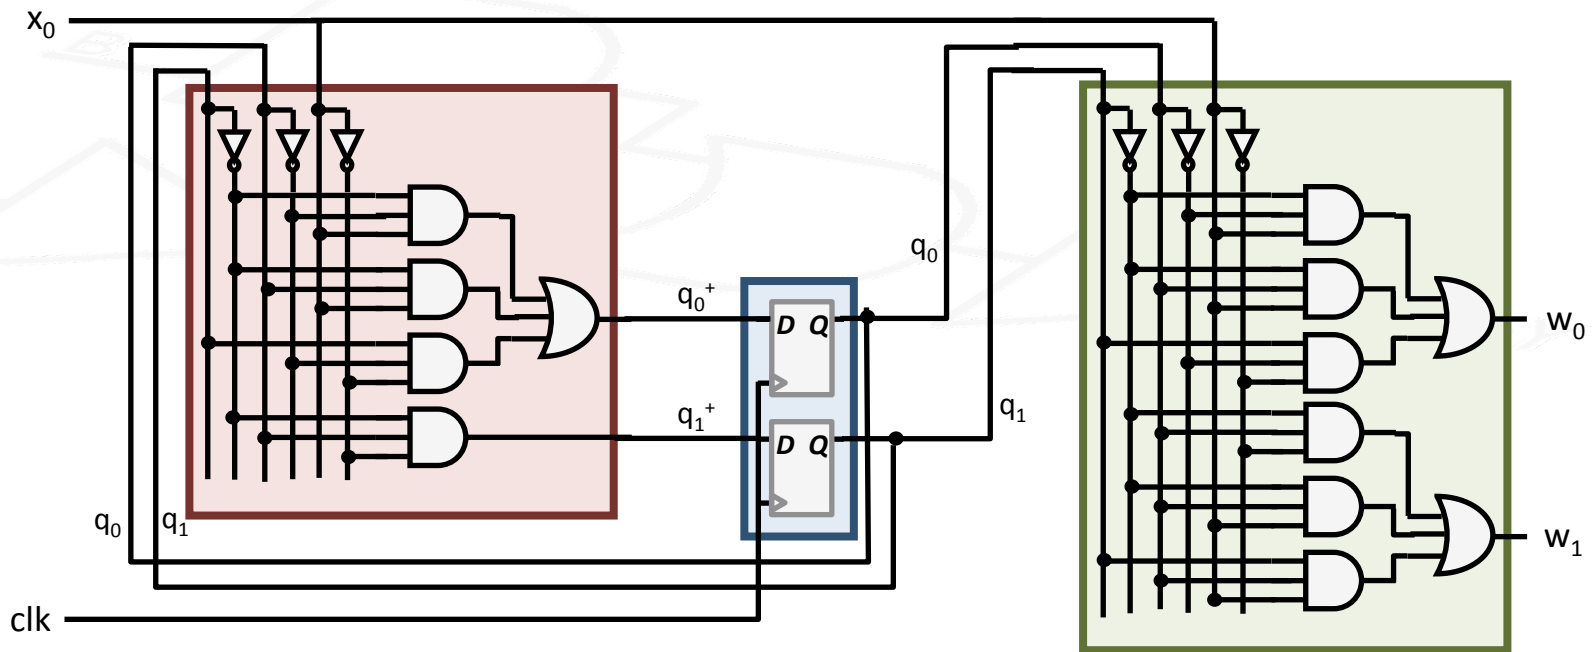 x₀
q₀
q₀⁺
D Q
w₀
q₁⁺
q₁
D Q
q₀
q₁
w₁
clk